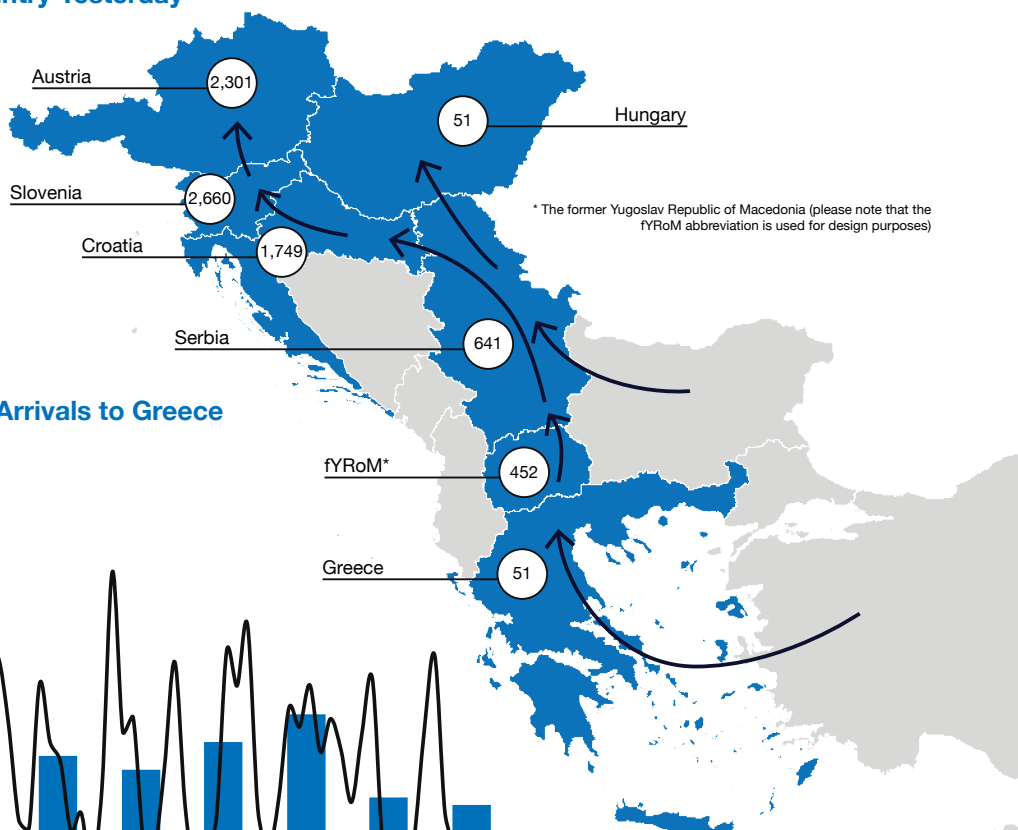 Yesterday
Austria
2,301
51
Hungary
Slovenia
2,660
* The former Yugoslav Republic of Macedonia (please note that the
fYRoM abbreviation is used for design purposes)
Croatia
1,749
Serbia
641
Arrivals to Greece
fYRoM*
452
Greece
51